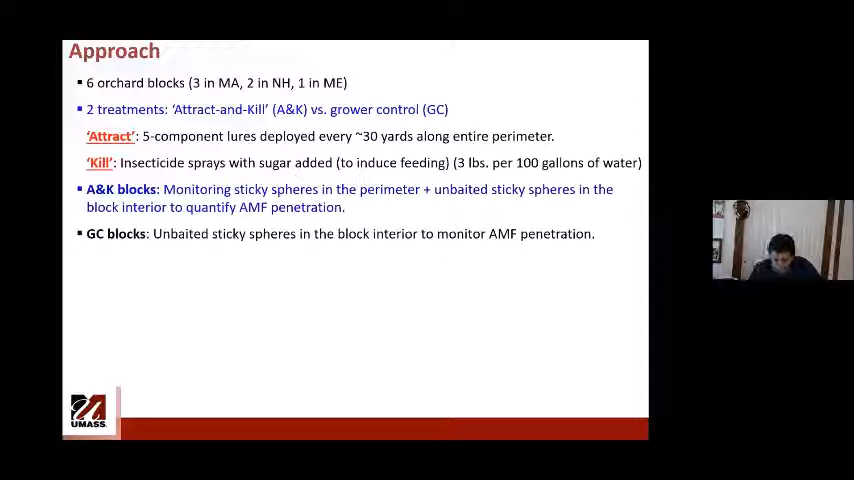 Approach
▪ 6 orchard blocks (3 in MA, 2 in NH, 1 in ME)
▪ 2 treatments: ‘Attract-and-Kill’ (A&K) vs. grower control (GC)
‘Attract’: 5-component lures deployed every ~30 yards along entire perimeter.
‘Kill’: Insecticide sprays with sugar added (to induce feeding) (3 lbs. per 100 gallons of water)
▪ A&K blocks: Monitoring sticky spheres in the perimeter + unbaited sticky spheres in the
block interior to quantify AMF penetration.
▪ GC blocks: Unbaited sticky spheres in the block interior to monitor AMF penetration.
UMASS